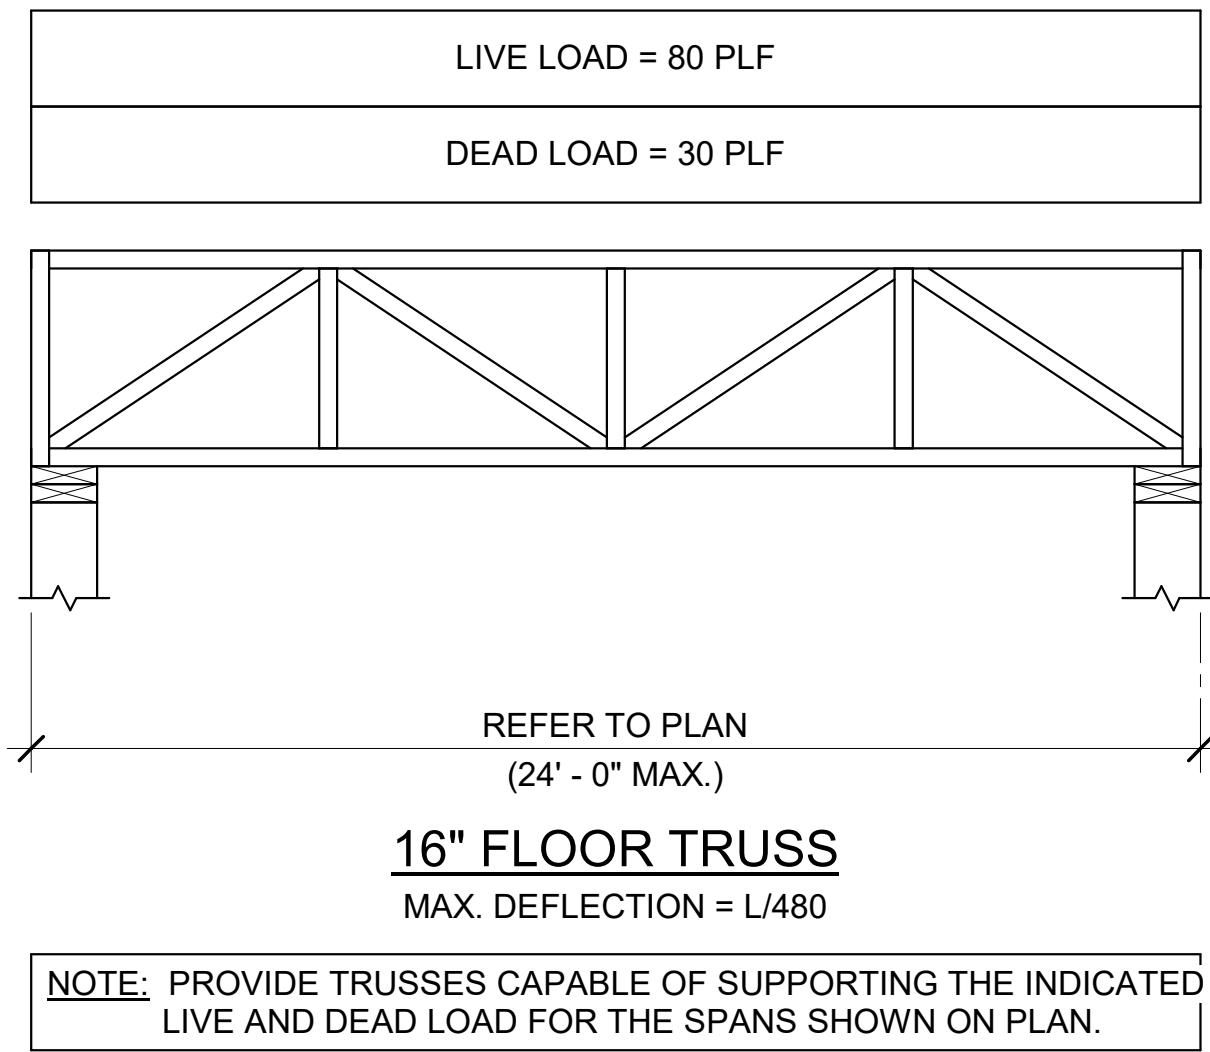 LIVE LOAD = 80 PLF
DEAD LOAD = 30 PLF
REFER TO PLAN
(24' - 0" MAX.)
16" FLOOR TRUSS
MAX. DEFLECTION = L/480
NOTE: PROVIDE TRUSSES CAPABLE OF SUPPORTING THE INDICATED
LIVE AND DEAD LOAD FOR THE SPANS SHOWN ON PLAN.